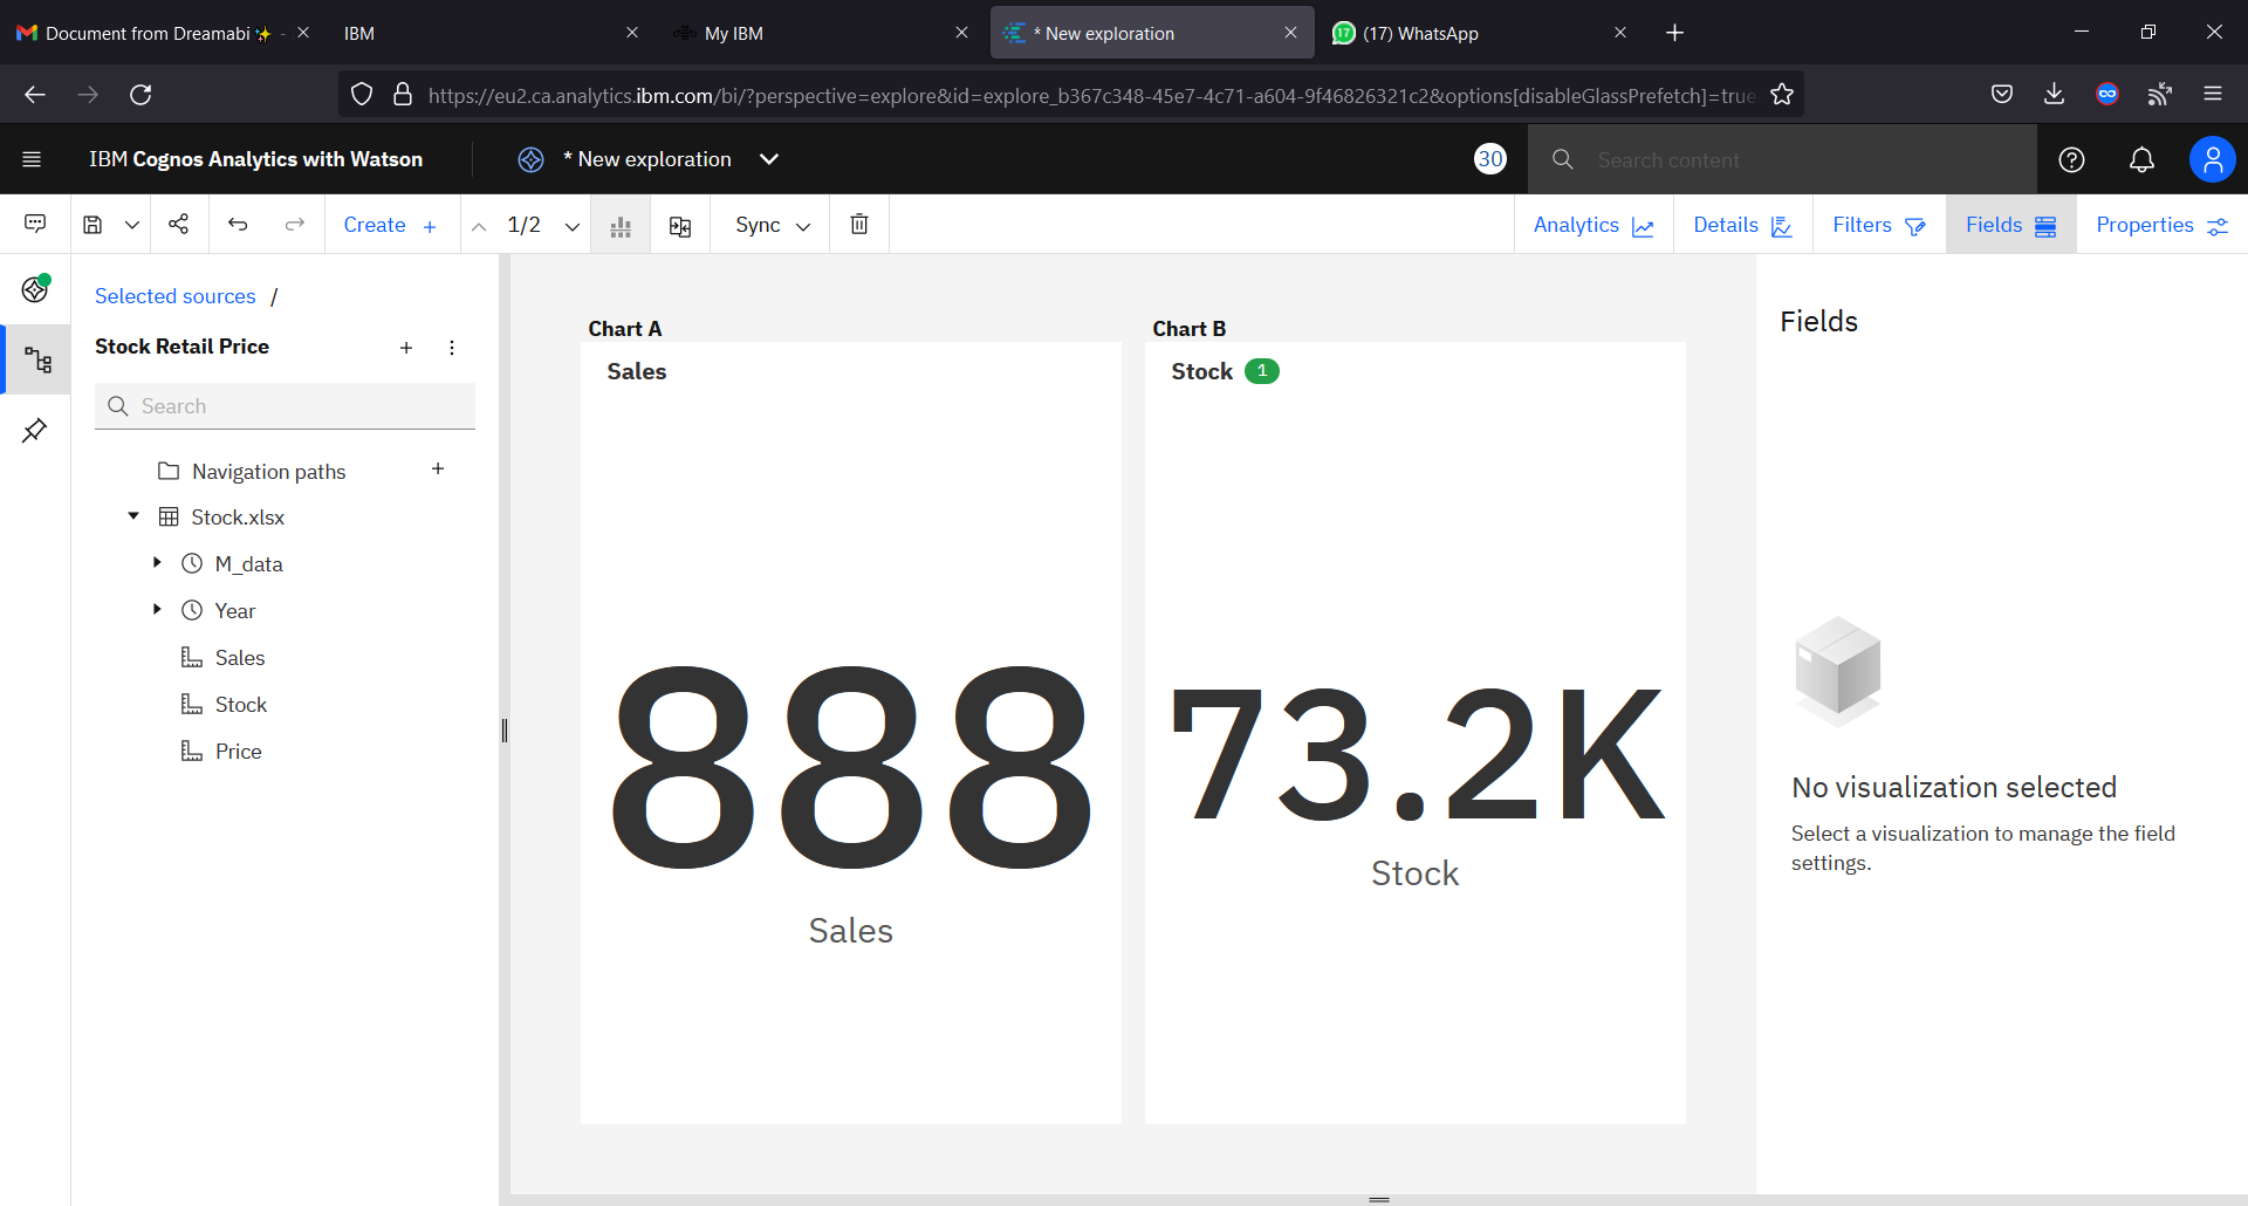 Document from Dreamabi ✨ -
IBM
My IBM
* New exploration
17
(17) WhatsApp
https://eu2.ca.analytics.ibm.com/bi/?perspective=explore&id=explore_b367c348-45e7-4c71-a604-9f46826321c2&options[disableGlassPrefetch]=true
IBM Cognos Analytics with Watson
* New exploration
30
Search content
Create +
1/2
Sync
Analytics
Details
Filters
Fields
Properties
Selected sources /
Stock Retail Price
Search
Navigation paths
Stock.xlsx
M_data
Year
Sales
Stock
Price
Chart A
Sales
888
Sales
Chart B
Stock 1
73.2K
Stock
Fields
No visualization selected
Select a visualization to manage the field
settings.